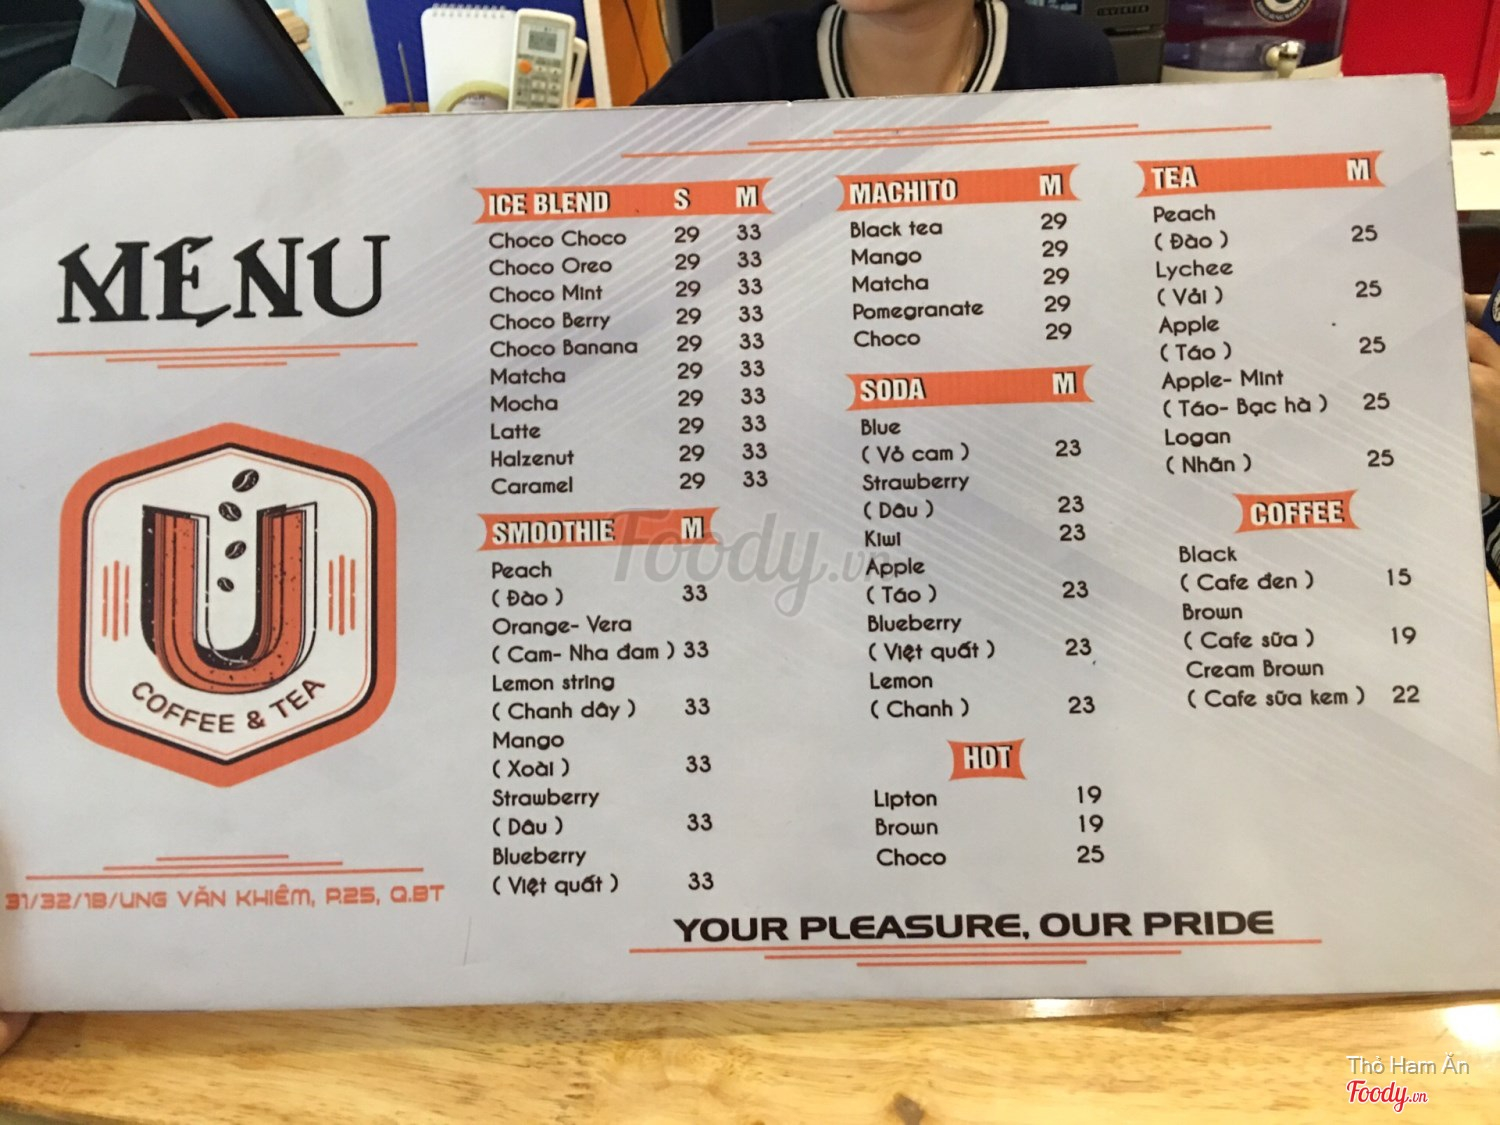 MENU
U
COFFEE & TEA
31/32/1B/UNG VĂN KHIÊM, P.25, Q.BT
ICE BLEND S M
Choco Choco 29 33
Choco Oreo 29 33
Choco Mint 29 33
Choco Berry 29 33
Choco Banana 29 33
Matcha 29 33
Mocha 29 33
Latte 29 33
Halzenut 29 33
Caramel 29 33
SMOOTHIE M
Peach
( Đào ) 33
Orange- Vera
( Cam- Nha đam ) 33
Lemon string
( Chanh dây ) 33
Mango
( Xoài ) 33
Strawberry
( Dâu ) 33
Blueberry
( Việt quất ) 33
MACHITO M
Black tea 29
Mango 29
Matcha 29
Pomegranate 29
Choco 29
SODA M
Blue
( Vỏ cam ) 23
Strawberry
( Dâu ) 23
Kiwi 23
Apple
( Táo ) 23
Blueberry
( Việt quất ) 23
Lemon
( Chanh ) 23
HOT
Lipton 19
Brown 19
Choco 25
TEA M
Peach
( Đào ) 25
Lychee
( Vải ) 25
Apple
( Táo ) 25
Apple- Mint
( Táo- Bạc hà ) 25
Logan
( Nhãn ) 25
COFFEE
Black
( Cafe đen ) 15
Brown
( Cafe sữa ) 19
Cream Brown
( Cafe sữa kem ) 22
YOUR PLEASURE, OUR PRIDE
Foody.vn
Thỏ Ham Ăn
Foody.vn
INVERTER